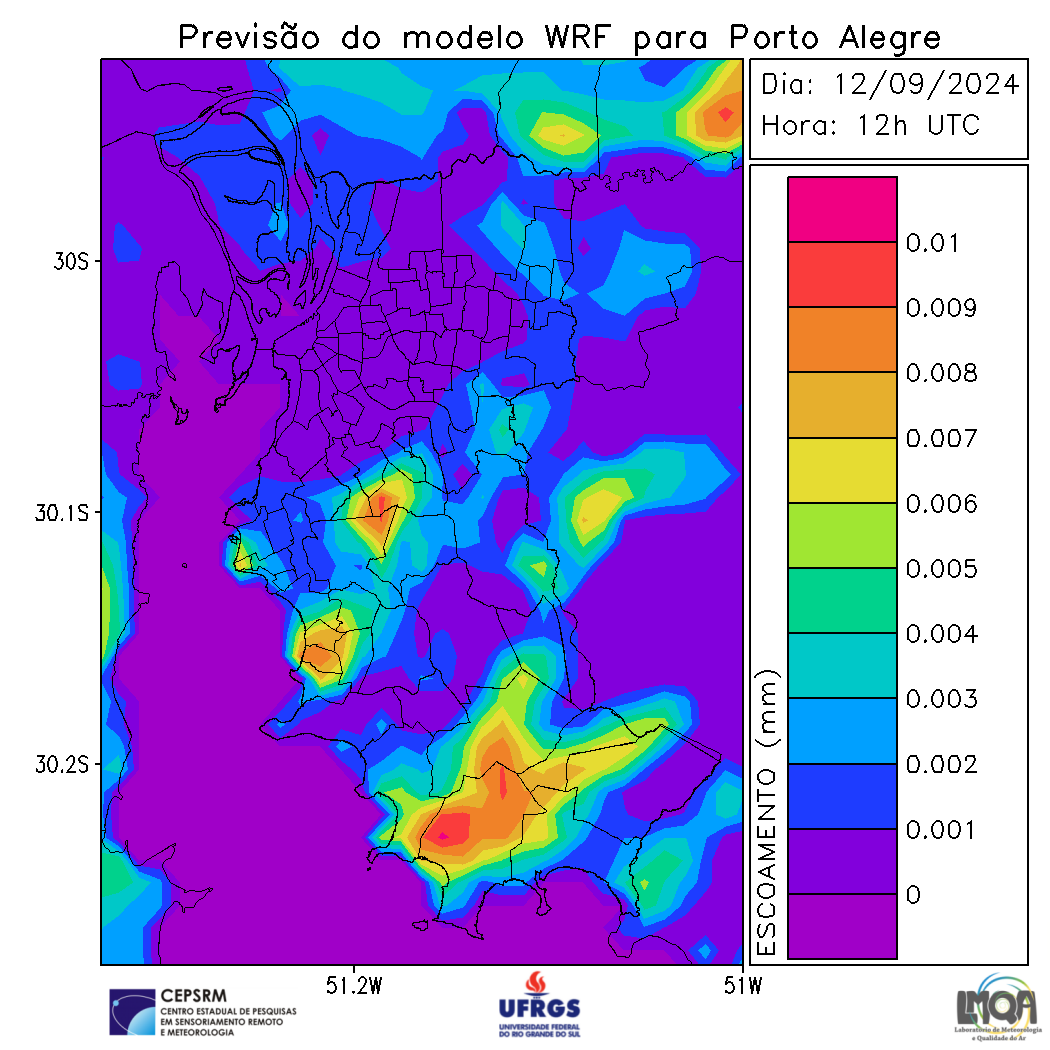 Previsão do modelo WRF para Porto Alegre
Dia: 12/09/2024
Hora: 12h UTC
30S
30.1S
30.2S
51.2W
51W
0.01
0.009
0.008
0.007
0.006
0.005
0.004
0.003
0.002
0.001
0
ESCOAMENTO (mm)
CEPSRM
CENTRO ESTADUAL DE PESQUISAS
EM SENSORIAMENTO REMOTO
E METEOROLOGIA
UFRGS
UNIVERSIDADE FEDERAL
DO RIO GRANDE DO SUL
LMQA
Laboratório de Meteorologia
e Qualidade do Ar